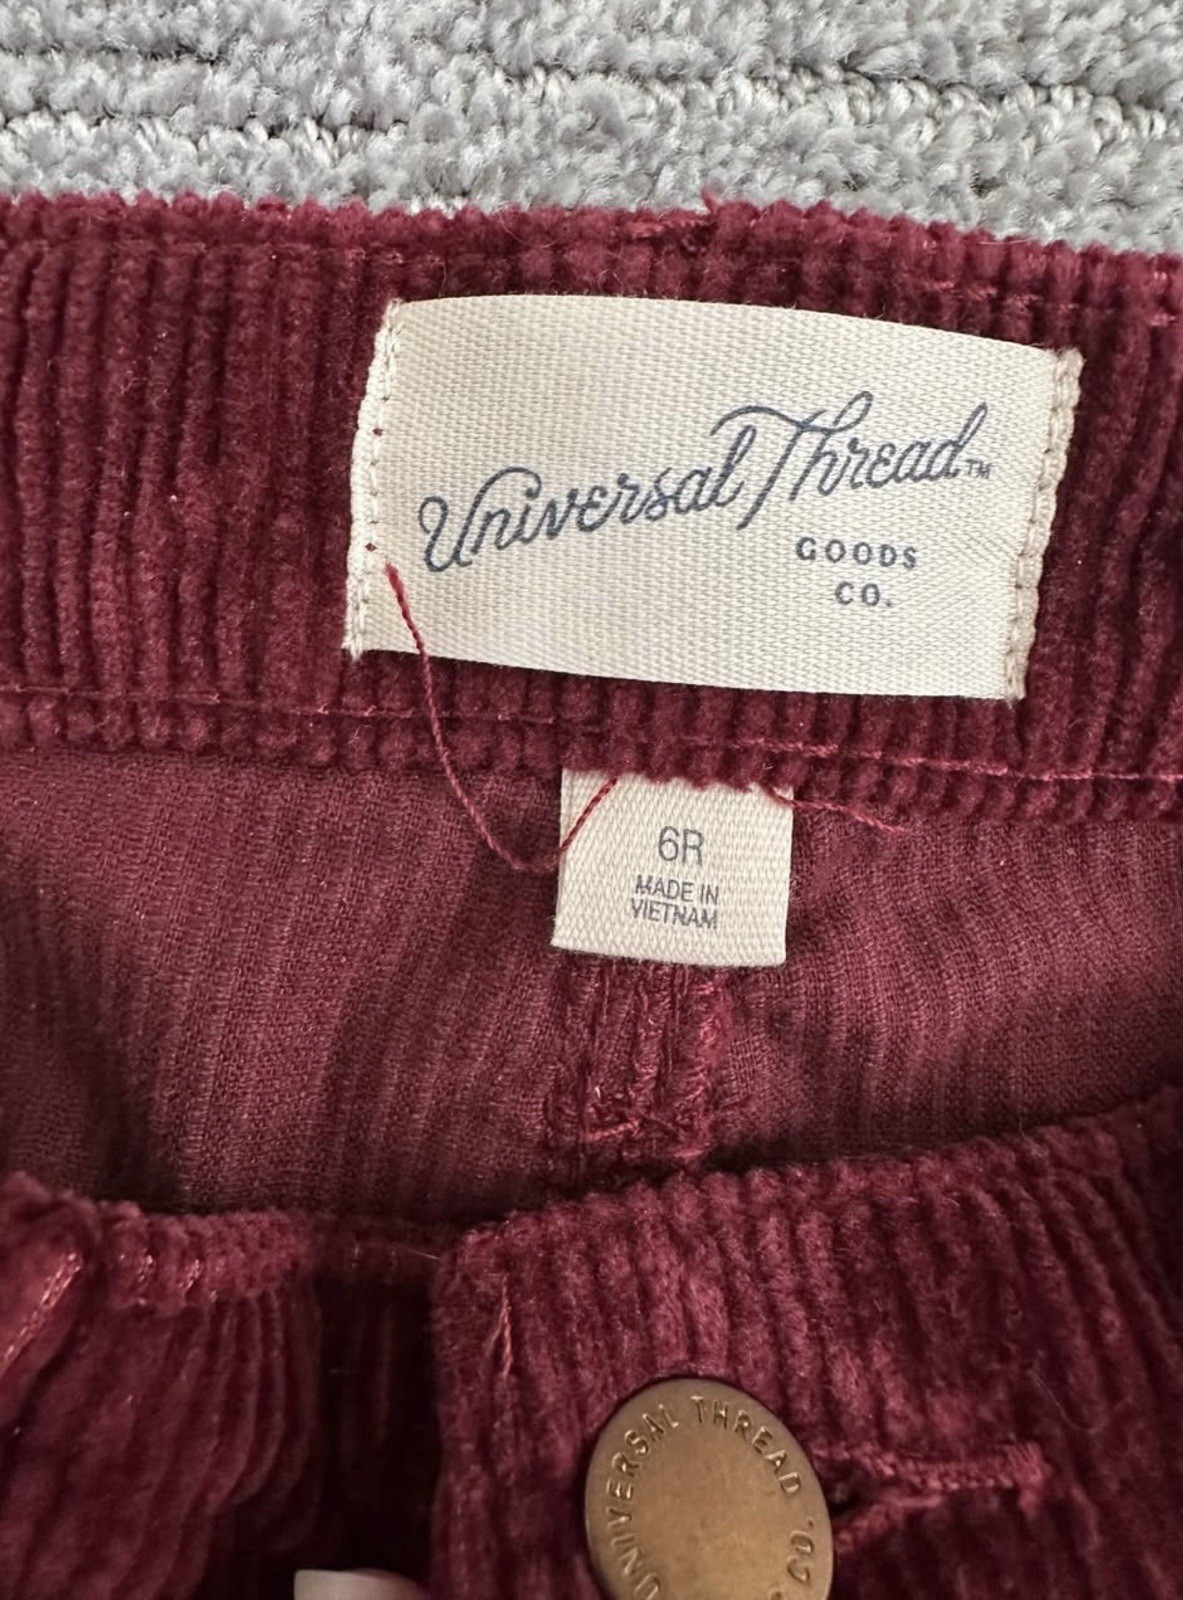 Universal Thread™
GOODS
CO.
6R
MADE IN
VIETNAM
UNIVERSAL THREAD
CO.